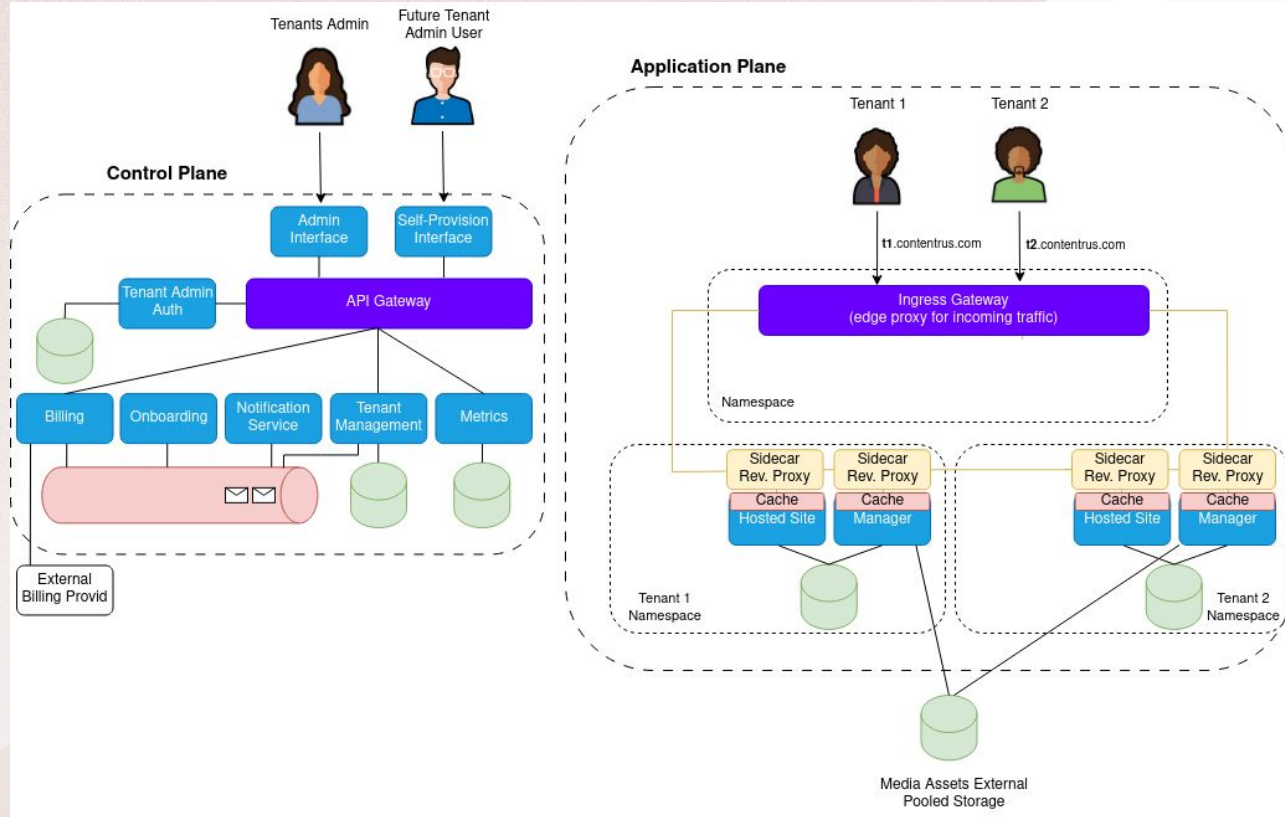 Tenants Admin
Future Tenant
Admin User
Control Plane
Admin
Interface
Self-Provision
Interface
Tenant Admin
Auth
API Gateway
Billing
Onboarding
Notification
Service
Tenant
Management
Metrics
External
Billing Provid
Application Plane
Tenant 1
Tenant 2
t1.contentrus.com
t2.contentrus.com
Ingress Gateway
(edge proxy for incoming traffic)
Namespace
Sidecar
Rev. Proxy
Cache
Hosted Site
Sidecar
Rev. Proxy
Cache
Manager
Tenant 1
Namespace
Sidecar
Rev. Proxy
Cache
Hosted Site
Sidecar
Rev. Proxy
Cache
Manager
Tenant 2
Namespace
Media Assets External
Pooled Storage